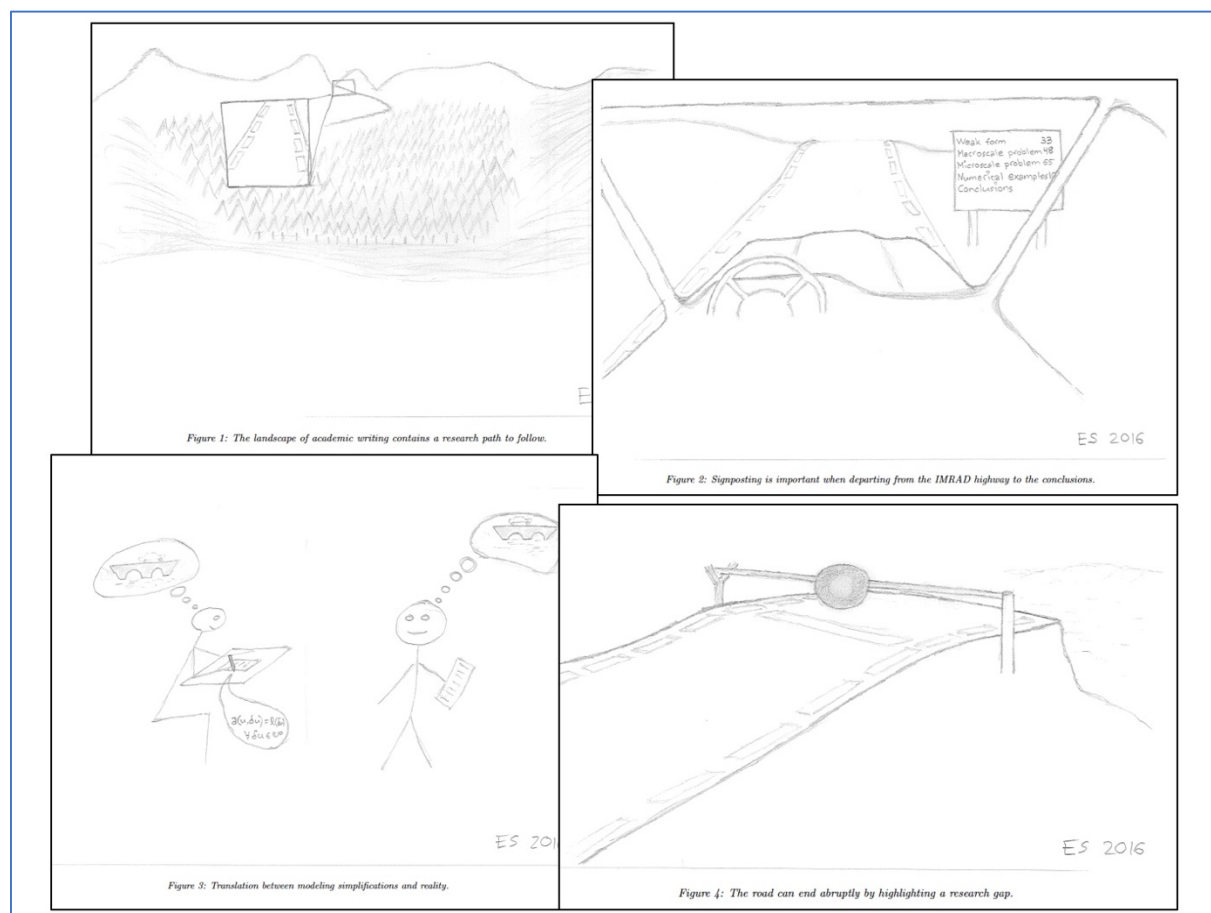 E
Figure 1: The landscape of academic writing contains a research path to follow.
Weak form 33
Macroscale problem 48
Microscale problem 65
Numerical Examples
Conclusions
ES 2016
Figure 2: Signposting is important when departing from the IMRAD highway to the conclusions.
ES 201
Figure 3: Translation between modeling simplifications and reality.
ES 2016
Figure 4: The road can end abruptly by highlighting a research gap.